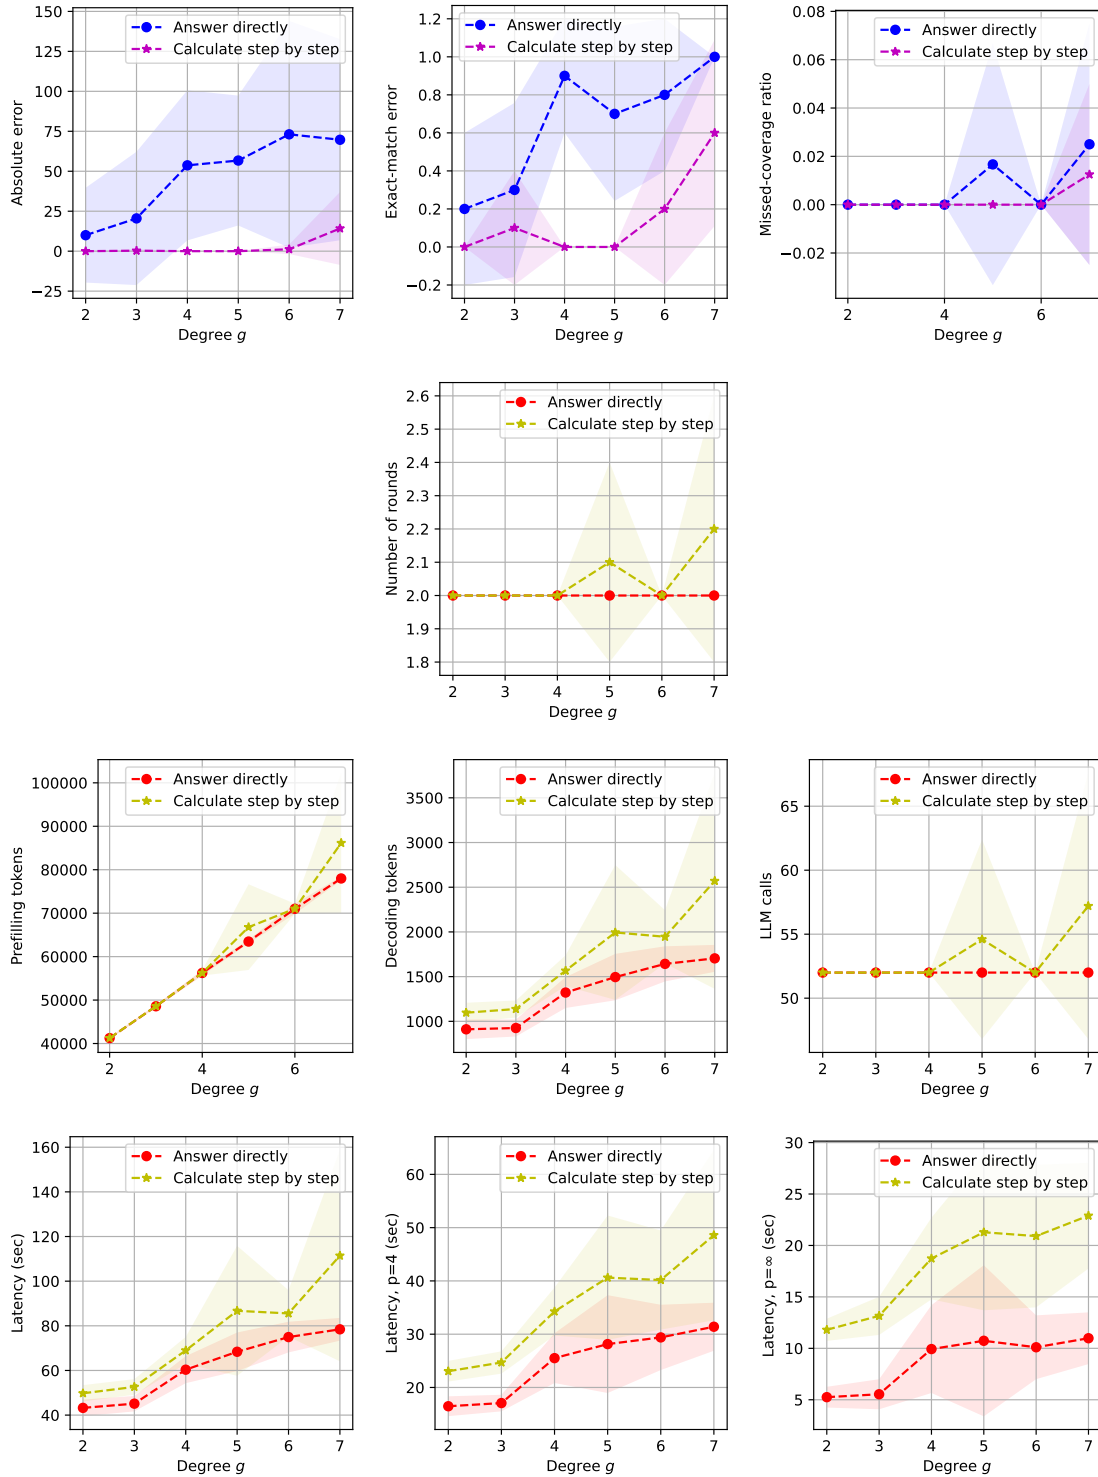 Absolute error
150
125
100
75
50
25
0
−25
Answer directly
Calculate step by step
2 3 4 5 6 7
Degree g
Exact-match error
1.2
1.0
0.8
0.6
0.4
0.2
0.0
−0.2
Answer directly
Calculate step by step
2 3 4 5 6 7
Degree g
Missed-coverage ratio
0.08
0.06
0.04
0.02
0.00
−0.02
Answer directly
Calculate step by step
2 4 6
Degree g
Number of rounds
2.6
2.5
2.4
2.3
2.2
2.1
2.0
1.9
1.8
Answer directly
Calculate step by step
2 3 4 5 6 7
Degree g
Prefilling tokens
100000
90000
80000
70000
60000
50000
40000
Answer directly
Calculate step by step
2 4 6
Degree g
Decoding tokens
3500
3000
2500
2000
1500
1000
Answer directly
Calculate step by step
2 3 4 5 6 7
Degree g
LLM calls
65
60
55
50
Answer directly
Calculate step by step
2 3 4 5 6 7
Degree g
Latency (sec)
160
140
120
100
80
60
40
Answer directly
Calculate step by step
2 3 4 5 6 7
Degree g
Latency, p=4 (sec)
60
50
40
30
20
Answer directly
Calculate step by step
2 3 4 5 6 7
Degree g
Latency, p=∞ (sec)
30
25
20
15
10
5
Answer directly
Calculate step by step
2 3 4 5 6 7
Degree g